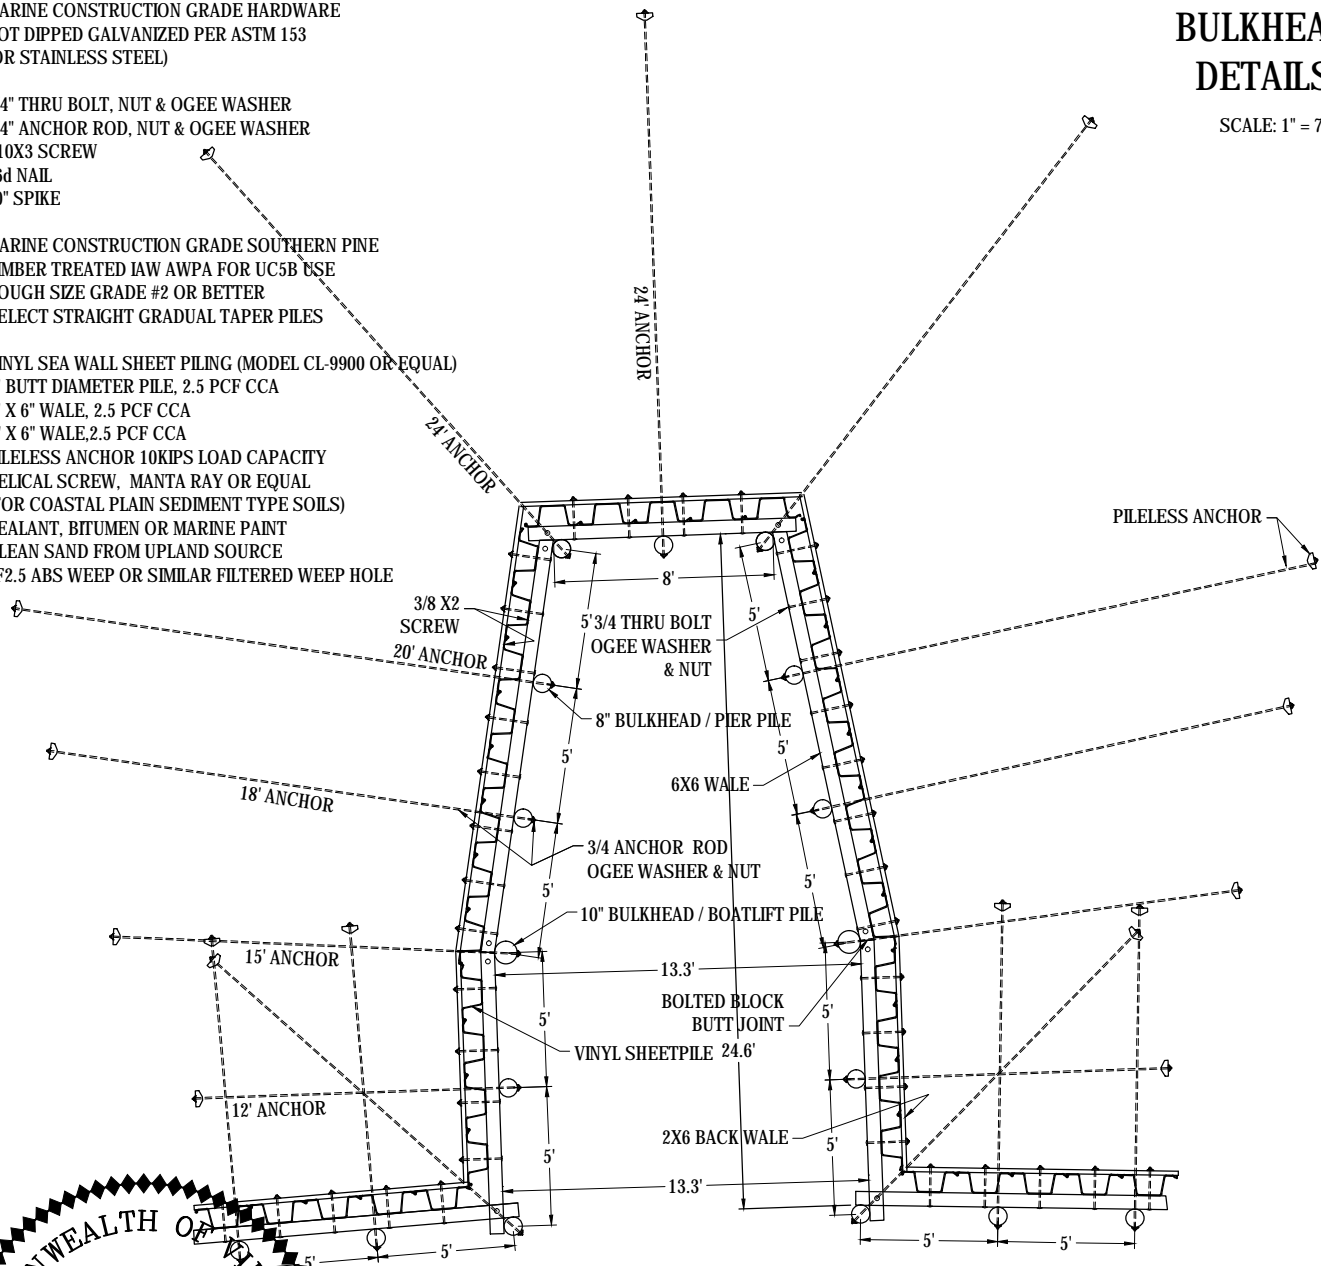 ARINE CONSTRUCTION GRADE HARDWARE
OT DIPPED GALVANIZED PER ASTM 153
OR STAINLESS STEEL)
4" THRU BOLT, NUT & OGEE WASHER
4" ANCHOR ROD, NUT & OGEE WASHER
10X3 SCREW
6d NAIL
0" SPIKE
ARINE CONSTRUCTION GRADE SOUTHERN PINE
IMBER TREATED IAW AWPA FOR UC5B USE
OUGH SIZE GRADE #2 OR BETTER
ELECT STRAIGHT GRADUAL TAPER PILES
INYL SEA WALL SHEET PILING (MODEL CL-9900 OR EQUAL)
" BUTT DIAMETER PILE, 2.5 PCF CCA
" X 6" WALE, 2.5 PCF CCA
" X 6" WALE,2.5 PCF CCA
ILELESS ANCHOR 10KIPS LOAD CAPACITY
ELICAL SCREW, MANTA RAY OR EQUAL
FOR COASTAL PLAIN SEDIMENT TYPE SOILS)
EALANT, BITUMEN OR MARINE PAINT
LEAN SAND FROM UPLAND SOURCE
F2.5 ABS WEEP OR SIMILAR FILTERED WEEP HOLE
BULKHEA
DETAILS
SCALE: 1" = 7
24' ANCHOR
24' ANCHOR
PILELESS ANCHOR
8'
3/8 X2
SCREW
5'
3/4 THRU BOLT
OGEE WASHER
& NUT
5'
20' ANCHOR
8" BULKHEAD / PIER PILE
5'
5'
6X6 WALE
18' ANCHOR
3/4 ANCHOR ROD
OGEE WASHER & NUT
5'
5'
10" BULKHEAD / BOATLIFT PILE
15' ANCHOR
13.3'
BOLTED BLOCK
BUTT JOINT
5'
5'
VINYL SHEETPILE
24.6'
12' ANCHOR
2X6 BACK WALE
5'
5'
13.3'
5'
5'
5'
5'
NWEALTH OF VI